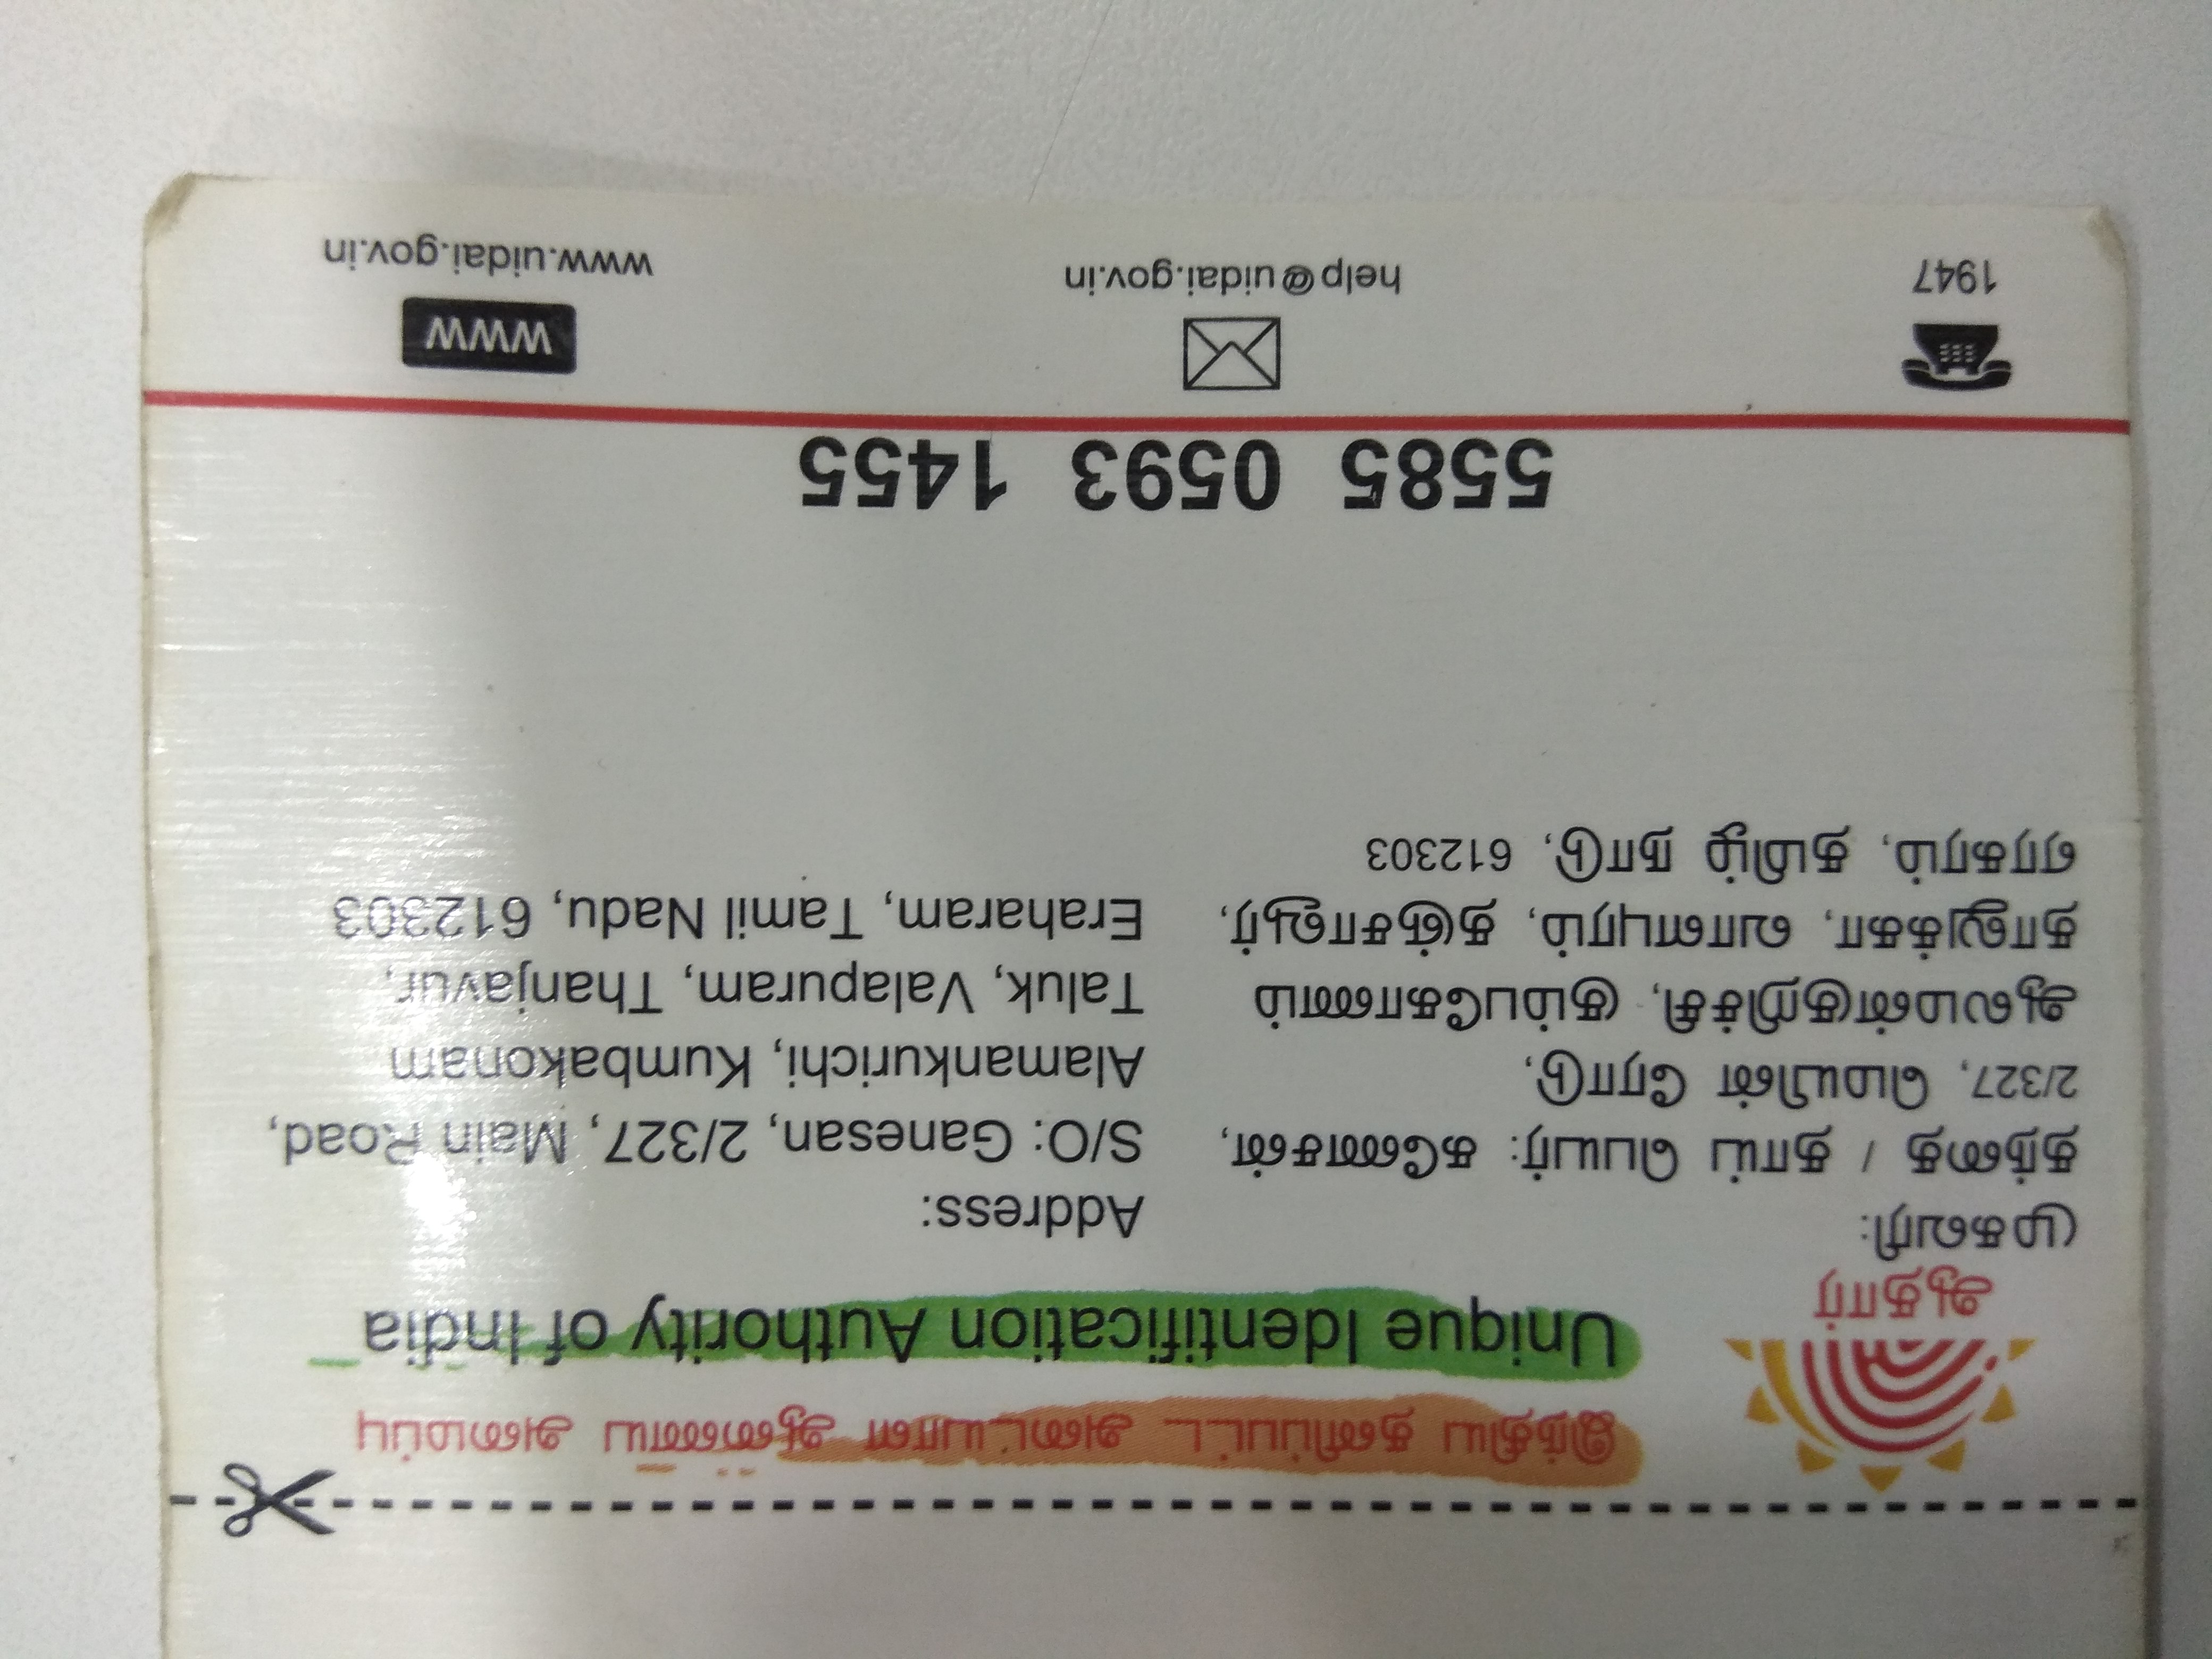 இந்திய தனிப்பட்ட அடையாள ஆணைய அமைப்பு
Unique Identification Authority of India
ஆதார்
முகவரி:
தந்தை / தாய் பெயர்: கணேசன்,
2/327, மெயின் ரோடு,
ஆலமன்குறிச்சி, கும்பகோணம்
தாலுக்கா, வாளபுரம், தஞ்சாவூர்,
ஏரகரம், தமிழ் நாடு, 612303
Address:
S/O: Ganesan, 2/327, Main Road,
Alamankurichi, Kumbakonam
Taluk, Valapuram, Thanjavur,
Eraharam, Tamil Nadu, 612303
5585 0593 1455
1947
help@uidai.gov.in
WWW
www.uidai.gov.in